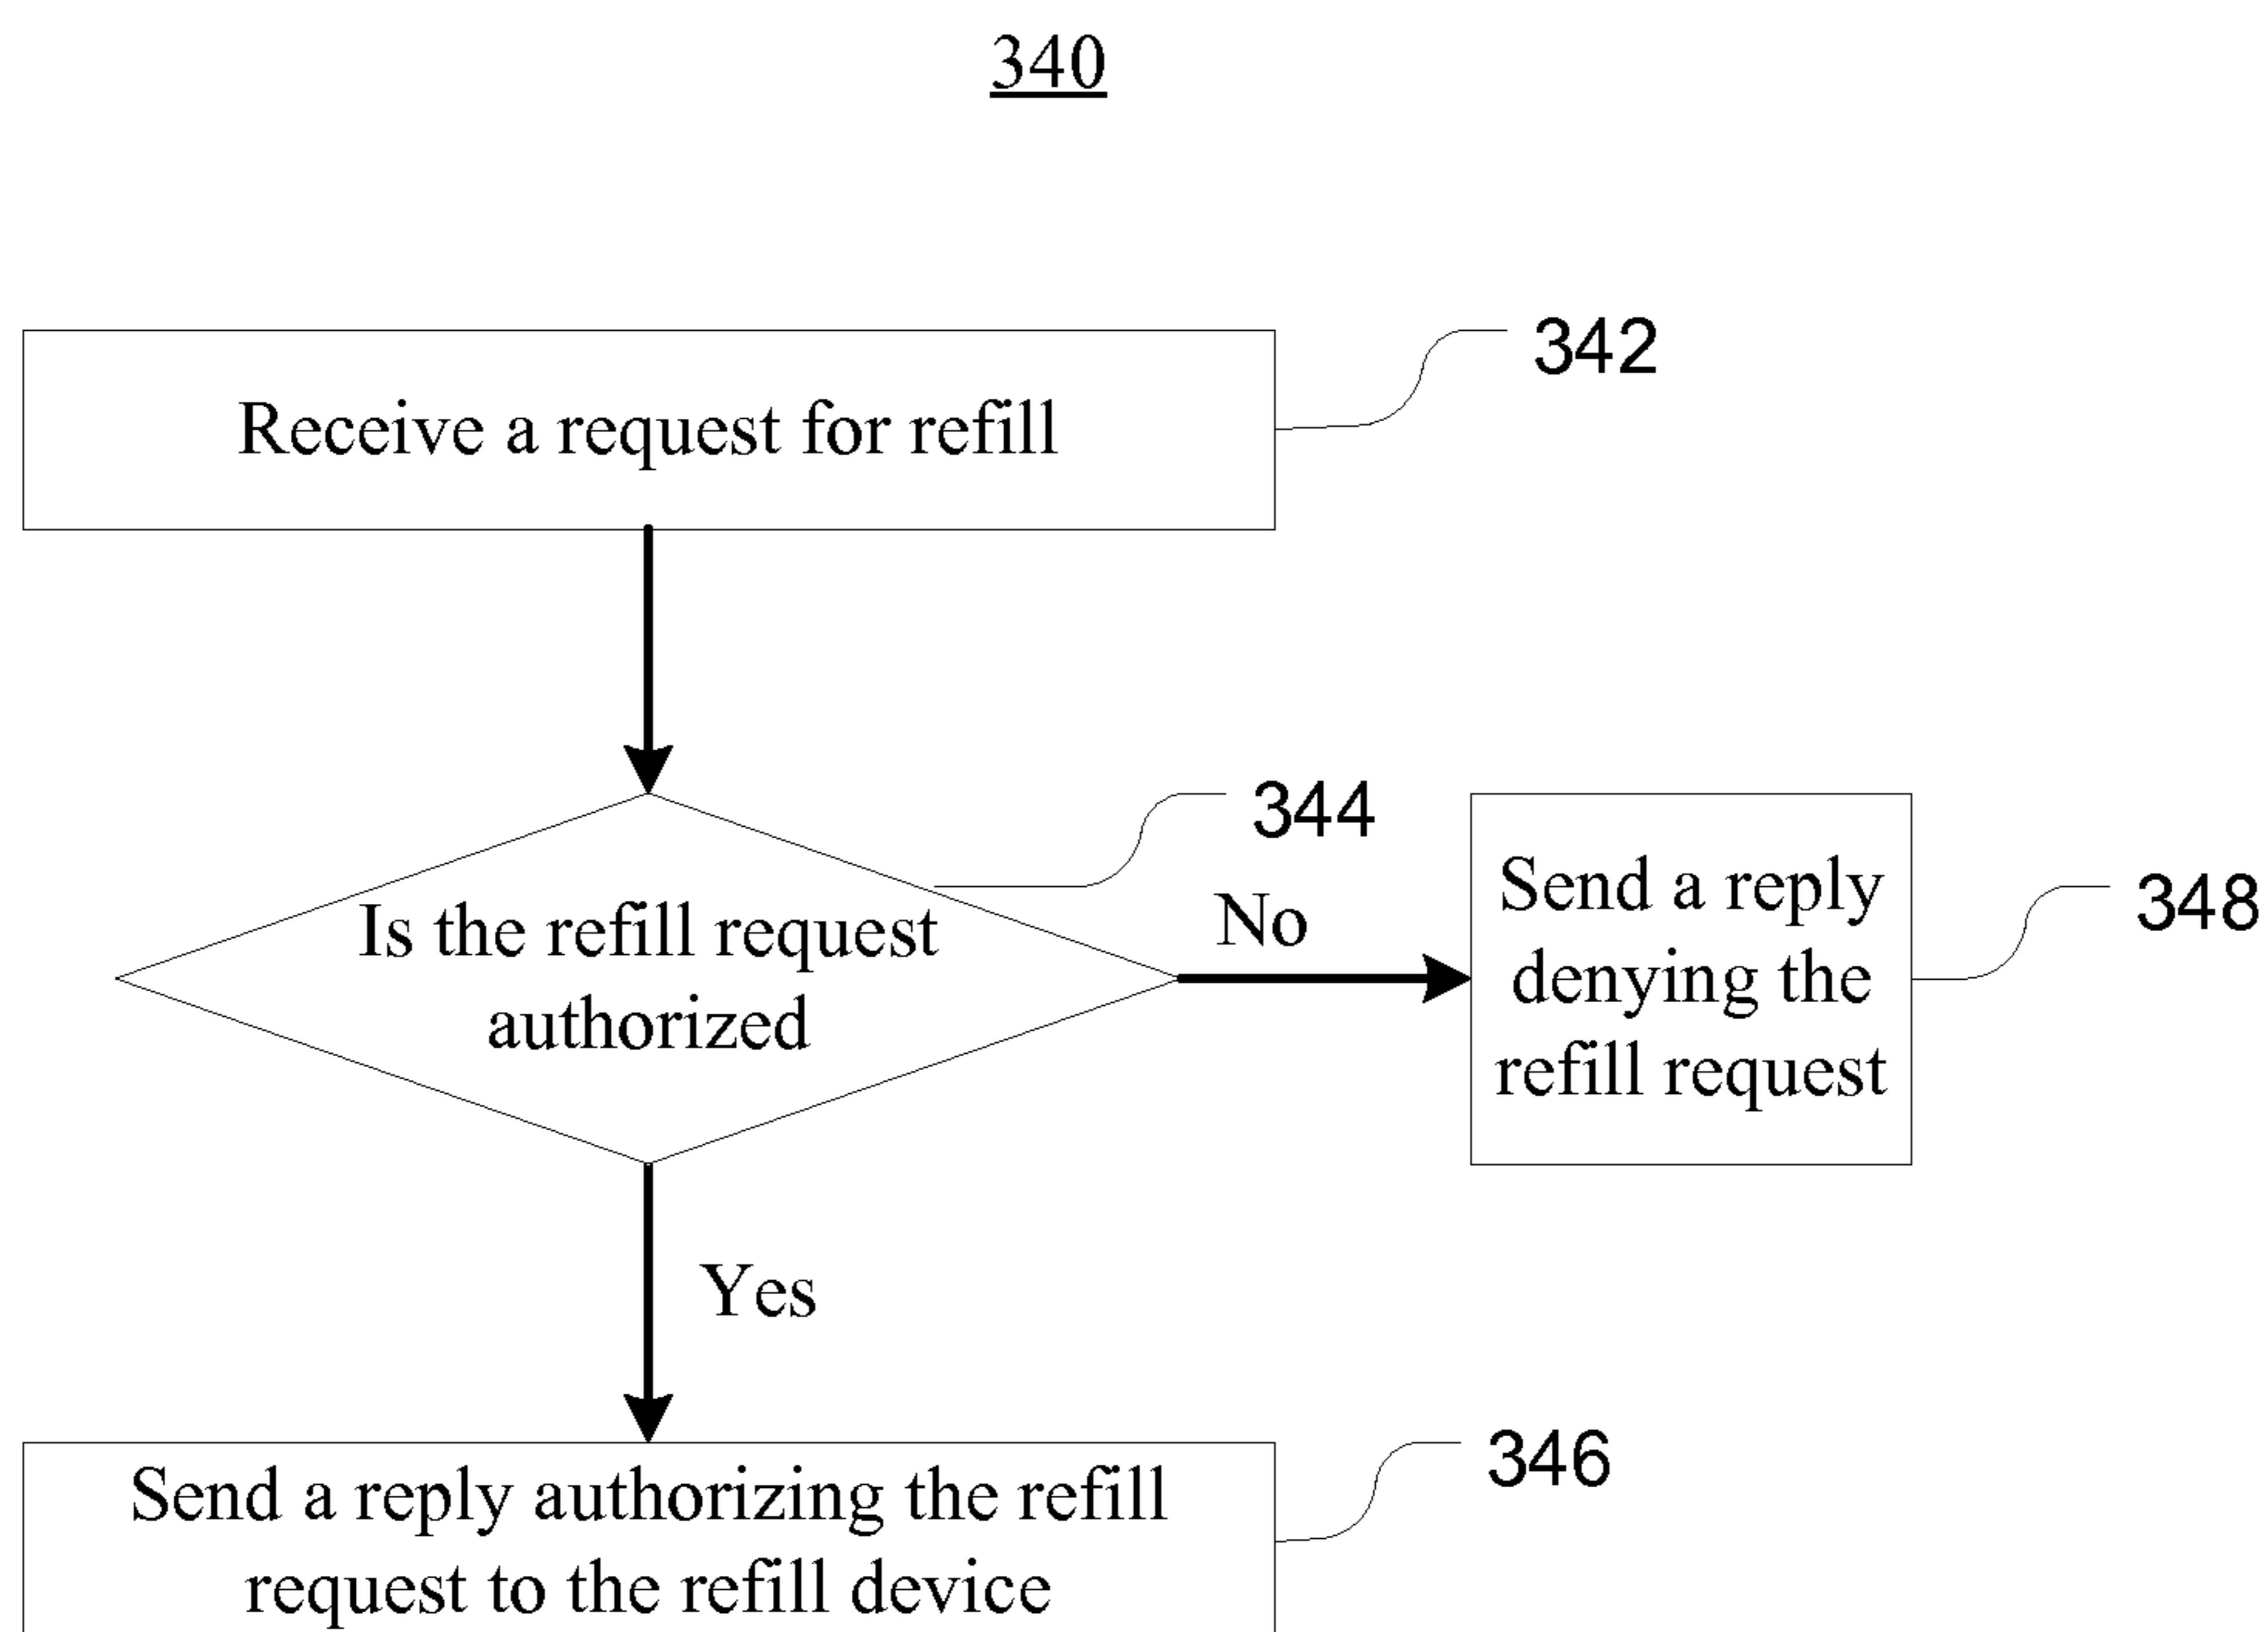 340
342
Receive a request for refill
344
No
348
Send a reply
denying the
refill request
Is the refill request
authorized
Yes
346
Send a reply authorizing the refill
request to the refill device